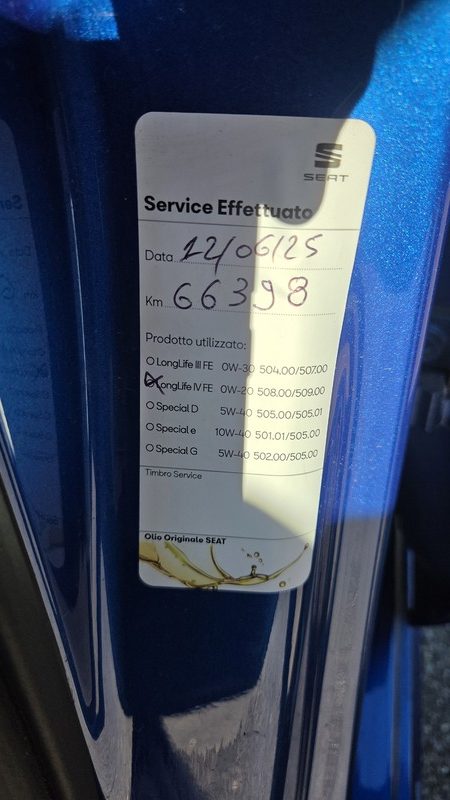 SEAT
Service Effettuato
Data 12/06/25
Km 66398
Prodotto utilizzato:
LongLife III FE 0W-30 504.00/507.00
LongLife IV FE 0W-20 508.00/509.00
Special D 5W-40 505.00/505.01
Special e 10W-40 501.01/505.00
Special G 5W-40 502.00/505.00
Timbro Service
Olio Originale SEAT